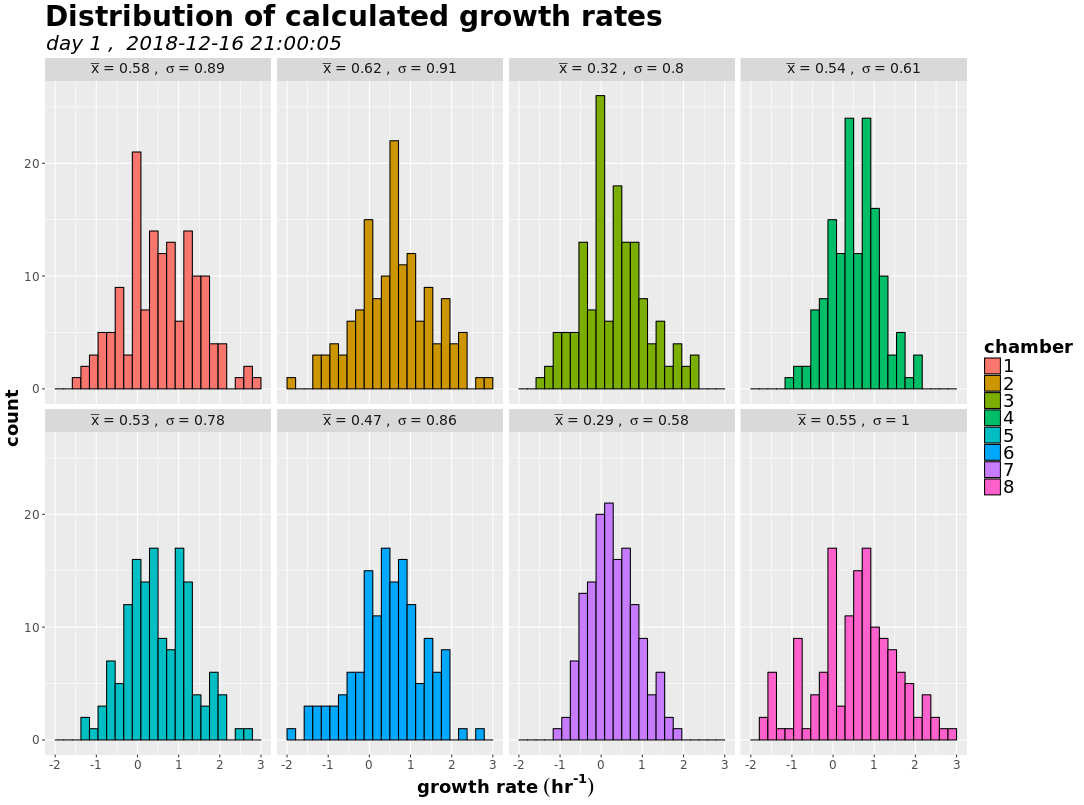 Distribution of calculated growth rates
day 1 ,  2018-12-16 21:00:05
x̅ = 0.58 ,  σ = 0.89
x̅ = 0.62 ,  σ = 0.91
x̅ = 0.32 ,  σ = 0.8
x̅ = 0.54 ,  σ = 0.61
20
10
0
x̅ = 0.53 ,  σ = 0.78
x̅ = 0.47 ,  σ = 0.86
x̅ = 0.29 ,  σ = 0.58
x̅ = 0.55 ,  σ = 1
20
10
0
-2 -1 0 1 2 3
-2 -1 0 1 2 3
-2 -1 0 1 2 3
-2 -1 0 1 2 3
count
growth rate (hr⁻¹)
chamber
1
2
3
4
5
6
7
8